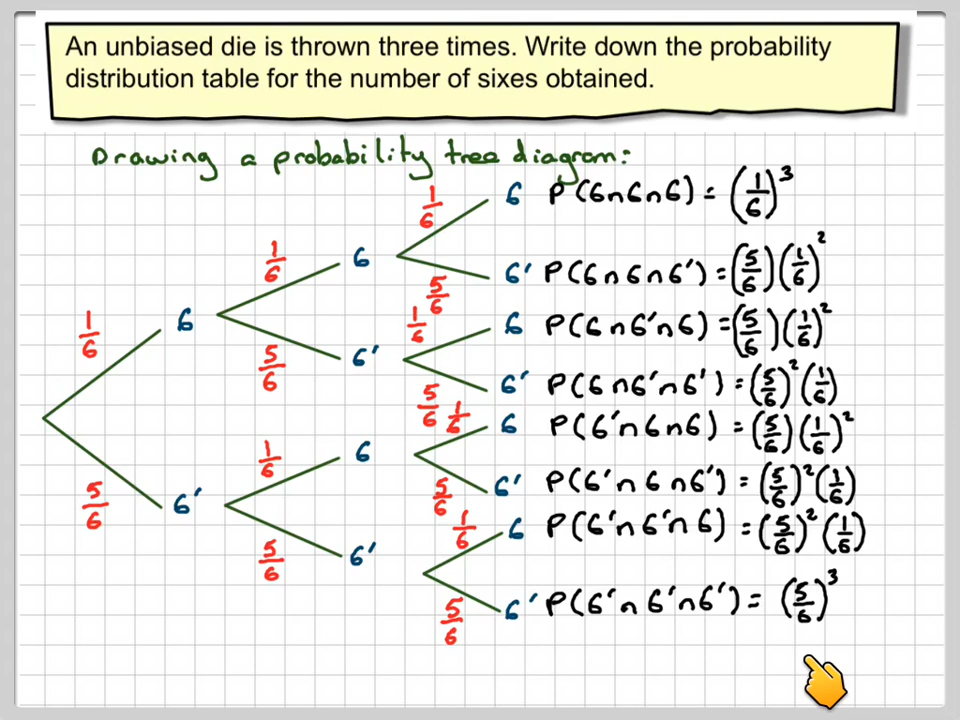 An unbiased die is thrown three times. Write down the probability
distribution table for the number of sixes obtained.
Drawing a probability tree diagram:
1/6 6 P(6∩6∩6) = (1/6)³
1/6 6
5/6 6' P(6∩6∩6') = (5/6)(1/6)²
1/6 6
1/6 6 P(6∩6'∩6) = (5/6)(1/6)²
5/6 6'
5/6 6' P(6∩6'∩6') = (5/6)²(1/6)
1/6 6 P(6'∩6∩6) = (5/6)(1/6)²
1/6 6
5/6 6' P(6'∩6∩6') = (5/6)²(1/6)
5/6 6'
1/6 6 P(6'∩6'∩6) = (5/6)²(1/6)
5/6 6'
5/6 6' P(6'∩6'∩6') = (5/6)³